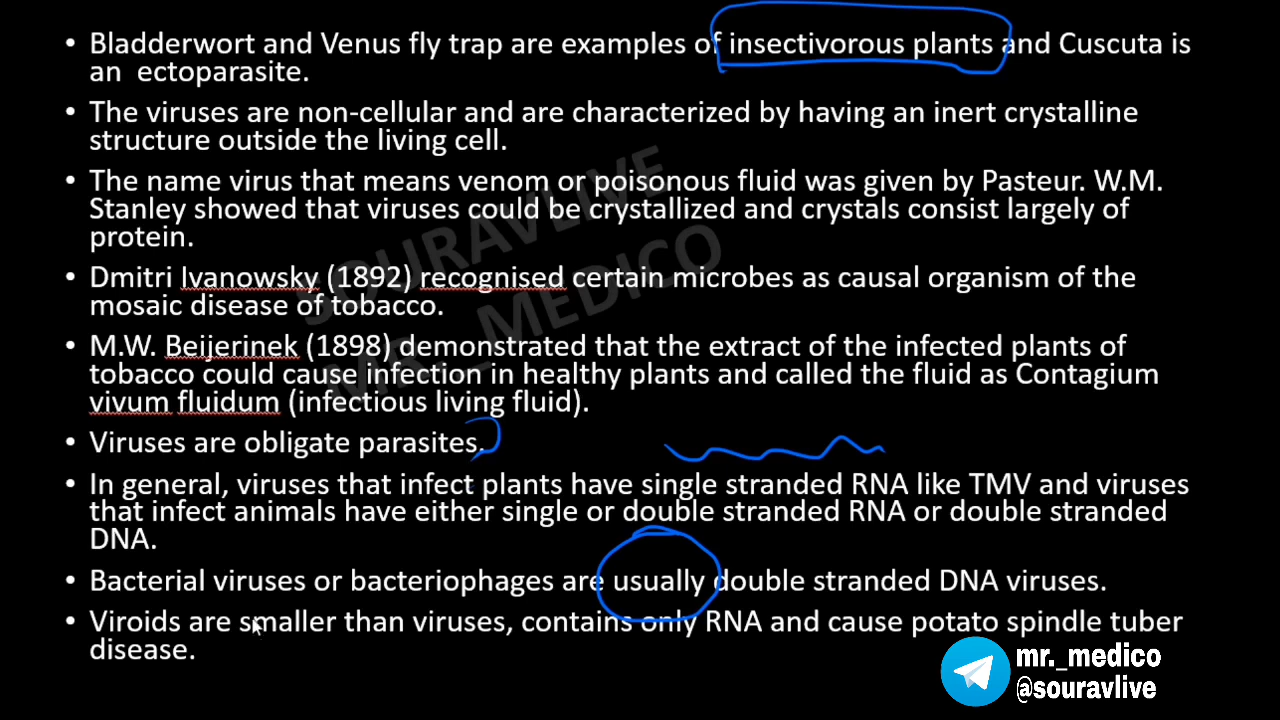 • Bladderwort and Venus fly trap are examples of insectivorous plants and Cuscuta is
an ectoparasite.
• The viruses are non-cellular and are characterized by having an inert crystalline
structure outside the living cell.
• The name virus that means venom or poisonous fluid was given by Pasteur. W.M.
Stanley showed that viruses could be crystallized and crystals consist largely of
protein.
• Dmitri Ivanowsky (1892) recognised certain microbes as causal organism of the
mosaic disease of tobacco.
• M.W. Beijerinek (1898) demonstrated that the extract of the infected plants of
tobacco could cause infection in healthy plants and called the fluid as Contagium
vivum fluidum (infectious living fluid).
• Viruses are obligate parasites.
• In general, viruses that infect plants have single stranded RNA like TMV and viruses
that infect animals have either single or double stranded RNA or double stranded
DNA.
• Bacterial viruses or bacteriophages are usually double stranded DNA viruses.
• Viroids are smaller than viruses, contains only RNA and cause potato spindle tuber
disease.
SOURAVLIVE
MR._MEDICO
mr._medico
@souravlive